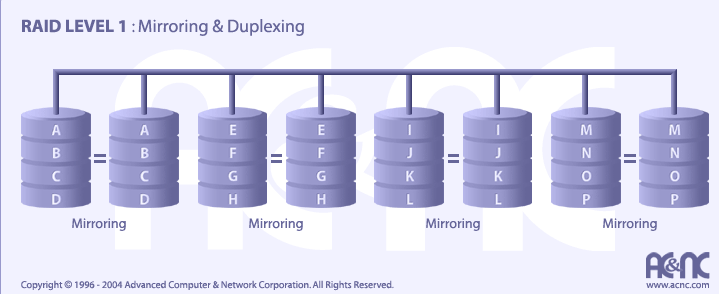 RAID LEVEL 1 : Mirroring & Duplexing
A A E E I I M M
B = B F = F J = J N = N
C C G G K K O O
D D H H L L P P
Mirroring Mirroring Mirroring Mirroring
AC&NC
Copyright © 1996 - 2004 Advanced Computer & Network Corporation. All Rights Reserved. www.acnc.com